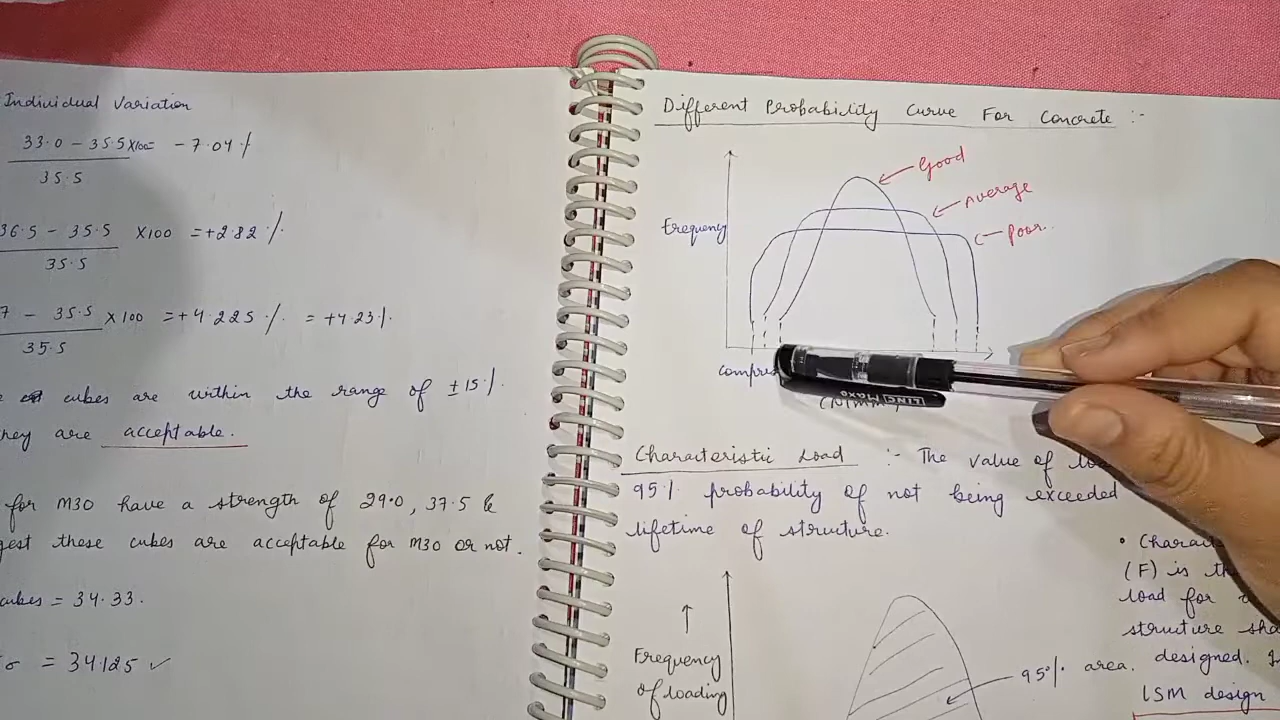 Individual Variation
33.0 - 35.5 X100 = - 7.04 %
35.5
36.5 - 35.5 X100 = +2.82 %
35.5
7 - 35.5 X100 = +4.225 % = +4.23%
35.5
cubes are within the range of ±15%.
they are acceptable.
for M30 have a strength of 29.0, 37.5 &
these cubes are acceptable for M30 or not.
cubes = 34.33.
= 34.125 ✓
Different Probability Curve For Concrete :-
Good
Average
Poor.
Frequency
Characteristic Load :- The value of
95% probability of not being exceeded
lifetime of structure.
LINC MAXO
Frequency
of loading
95% area.
(F) is
load for
structure
designed.
LSM design